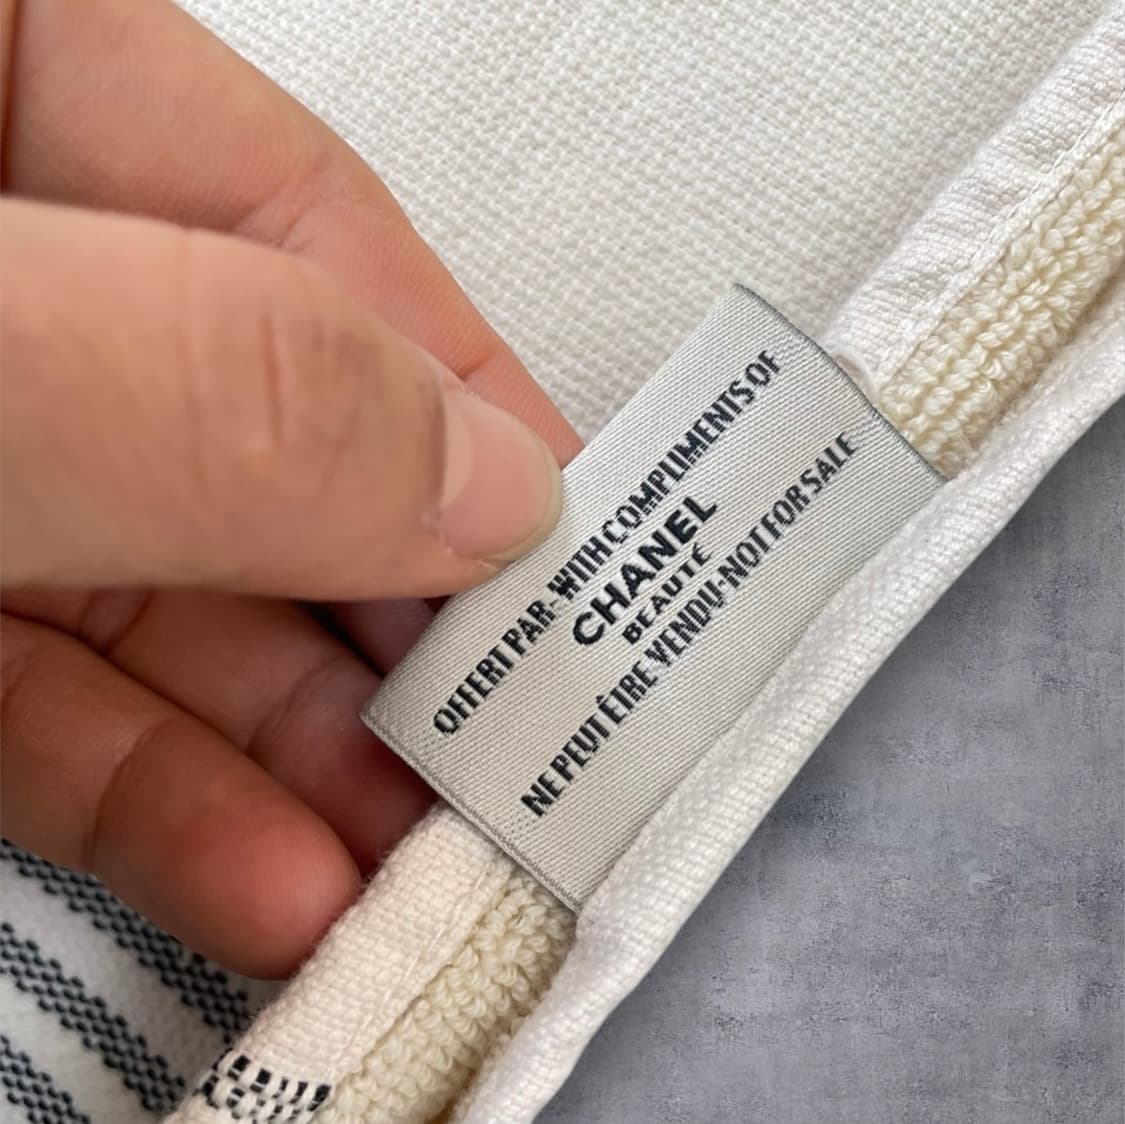 OFFERT PAR-WITH COMPLIMENTS OF
CHANEL
BEAUTÉ
NE PEUT ÊTRE VENDU-NOT FOR SALE